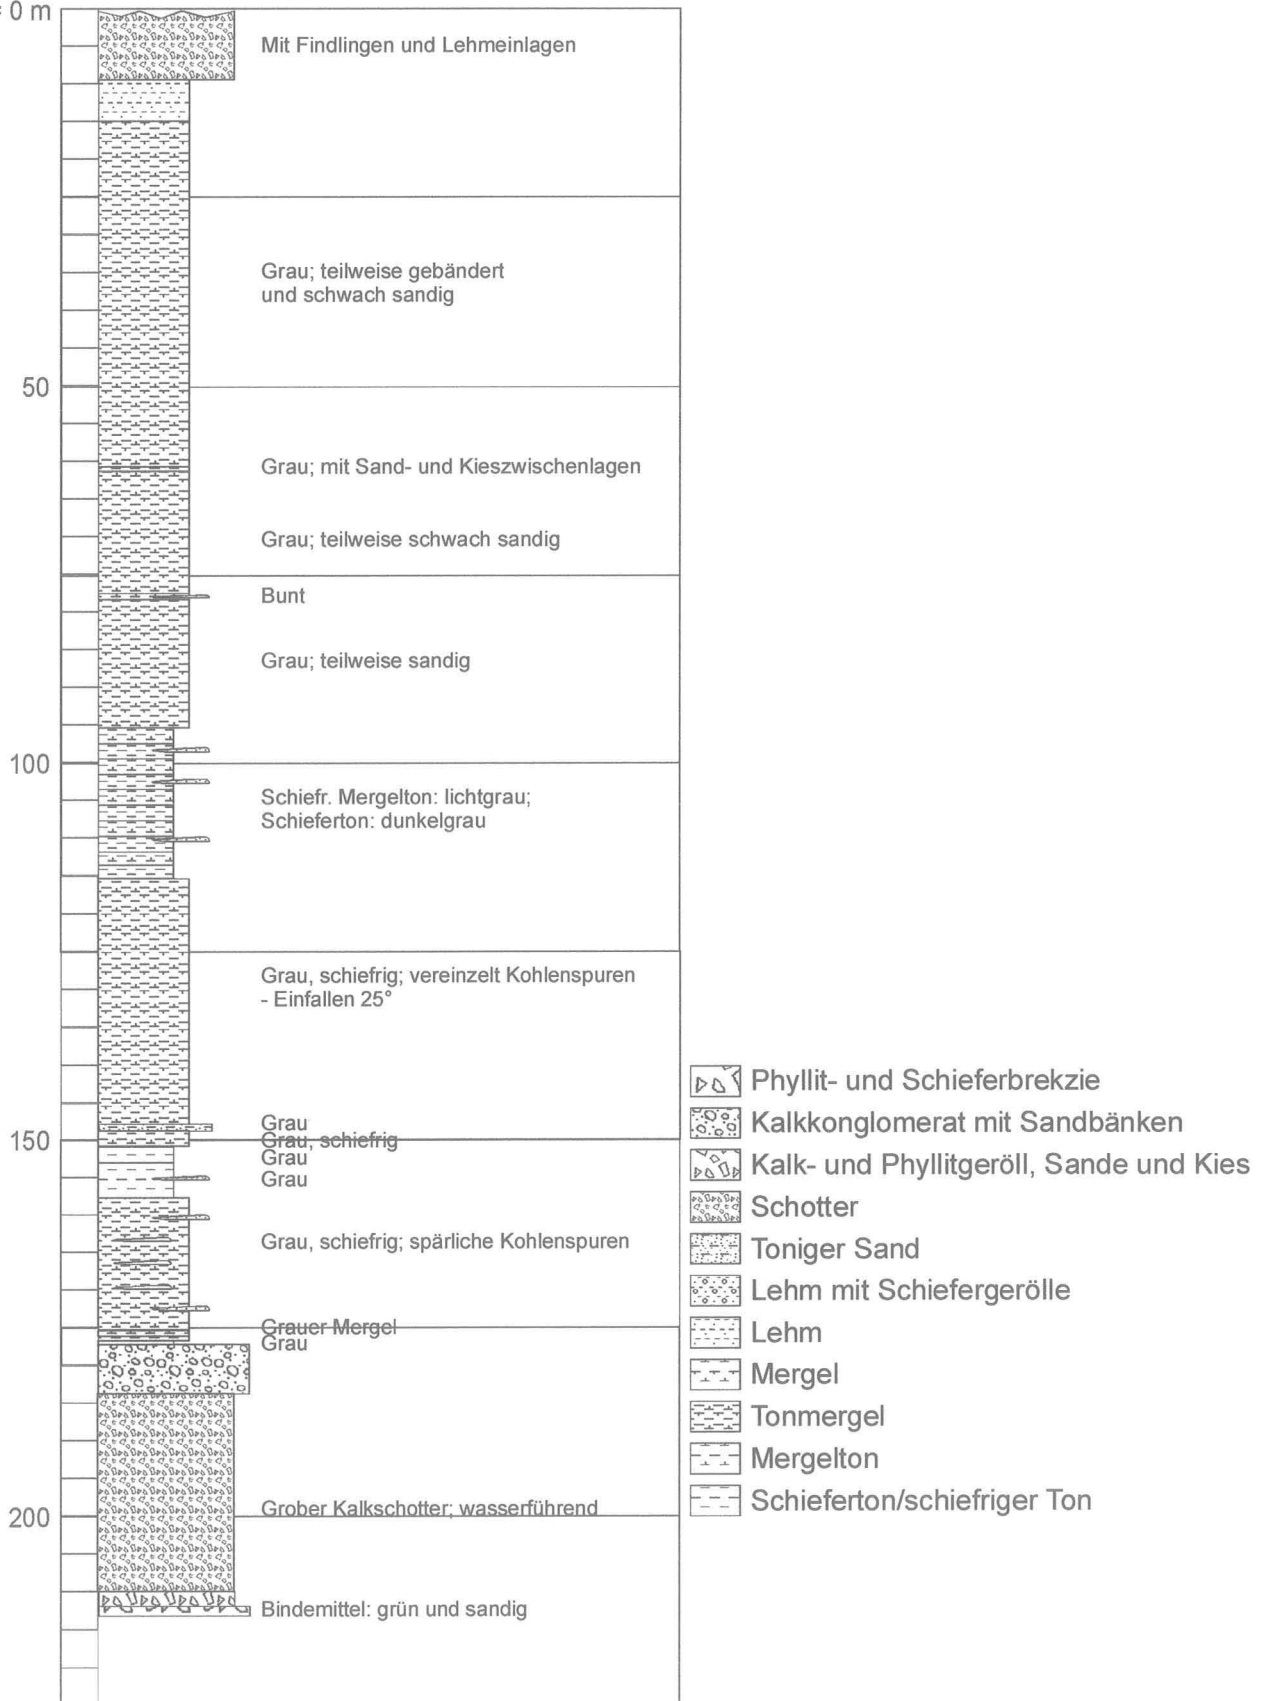 = 0 m
Mit Findlingen und Lehmeinlagen
Grau; teilweise gebändert
und schwach sandig
50
Grau; mit Sand- und Kieszwischenlagen
Grau; teilweise schwach sandig
Bunt
Grau; teilweise sandig
100
Schiefr. Mergelton: lichtgrau;
Schieferton: dunkelgrau
Grau, schiefrig; vereinzelt Kohlenspuren
- Einfallen 25°
Grau
150
Grau, schiefrig
Grau
Grau
Grau, schiefrig; spärliche Kohlenspuren
Grauer Mergel
Grau
200
Grober Kalkschotter; wasserführend
Bindemittel: grün und sandig
Phyllit- und Schieferbrekzie
Kalkkonglomerat mit Sandbänken
Kalk- und Phyllitgeröll, Sande und Kies
Schotter
Toniger Sand
Lehm mit Schiefergerölle
Lehm
Mergel
Tonmergel
Mergelton
Schieferton/schiefriger Ton